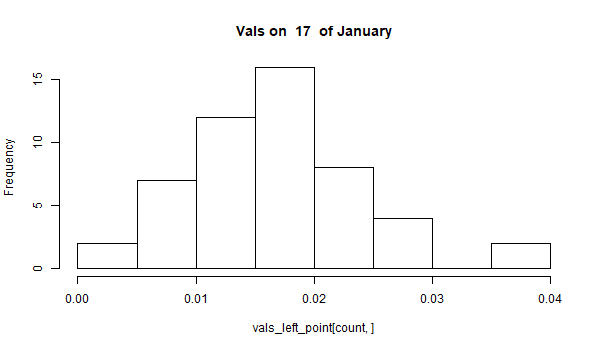 Vals on  17  of January
Frequency
15
10
5
0
0.00 0.01 0.02 0.03 0.04
vals_left_point[count, ]